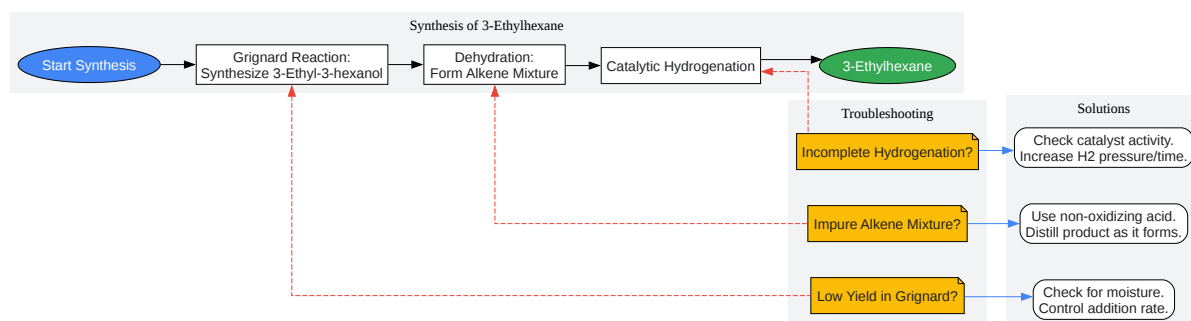 Synthesis of 3-Ethylhexane
Start Synthesis
Grignard Reaction:
Synthesize 3-Ethyl-3-hexanol
Dehydration:
Form Alkene Mixture
Catalytic Hydrogenation
3-Ethylhexane
Troubleshooting
Solutions
Incomplete Hydrogenation?
Check catalyst activity.
Increase H2 pressure/time.
Impure Alkene Mixture?
Use non-oxidizing acid.
Distill product as it forms.
Low Yield in Grignard?
Check for moisture.
Control addition rate.